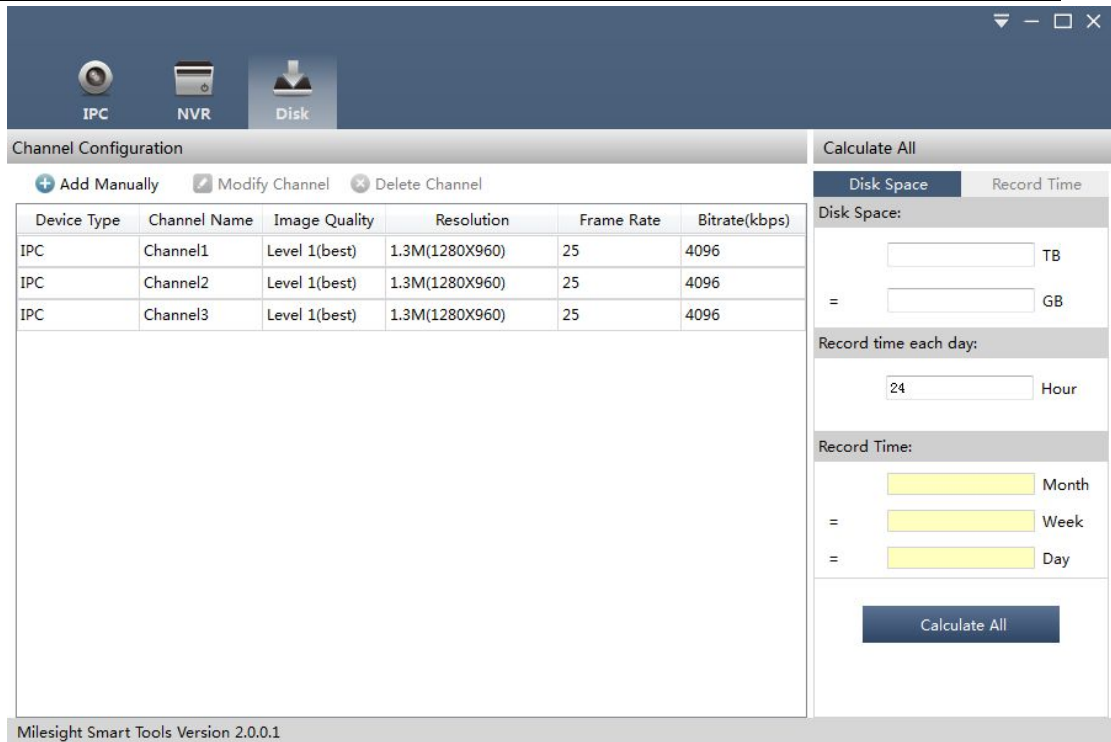 IPC NVR Disk
Channel Configuration
Add Manually Modify Channel Delete Channel
Device Type Channel Name Image Quality Resolution Frame Rate Bitrate(kbps)
IPC Channel1 Level 1(best) 1.3M(1280X960) 25 4096
IPC Channel2 Level 1(best) 1.3M(1280X960) 25 4096
IPC Channel3 Level 1(best) 1.3M(1280X960) 25 4096
Calculate All
Disk Space Record Time
Disk Space:
TB
= GB
Record time each day:
24 Hour
Record Time:
Month
= Week
= Day
Calculate All
Milesight Smart Tools Version 2.0.0.1